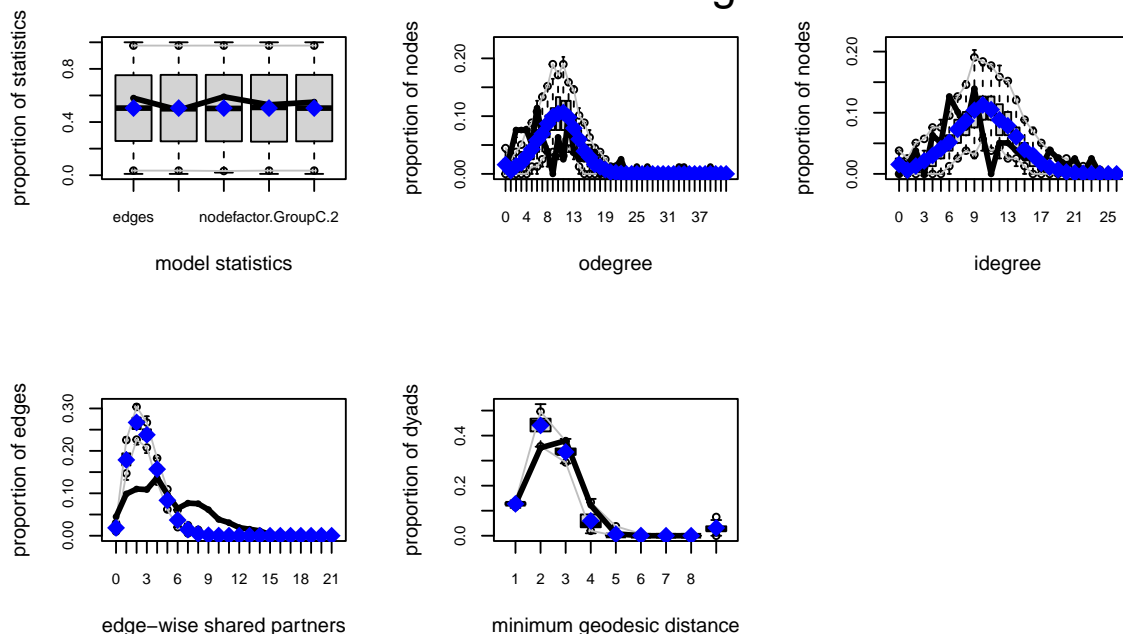 proportion of statistics
0.0 0.4 0.8
edges nodefactor.GroupC.2
model statistics
proportion of nodes
0.00 0.10 0.20
0 4 8 13 19 25 31 37
odegree
proportion of nodes
0.00 0.10 0.20
0 3 6 9 13 17 21 25
idegree
proportion of edges
0.00 0.10 0.20 0.30
0 3 6 9 12 15 18 21
edge−wise shared partners
proportion of dyads
0.0 0.2 0.4
1 2 3 4 5 6 7 8
minimum geodesic distance